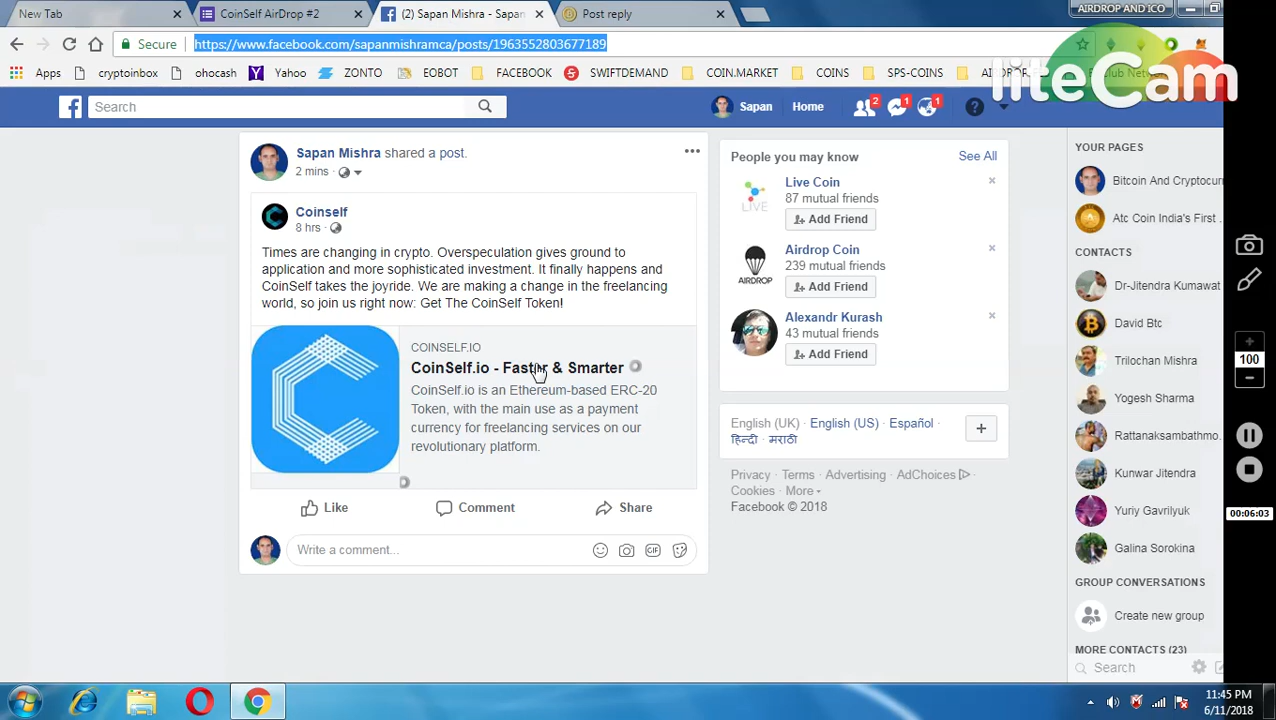 New Tab
CoinSelf AirDrop #2
(2) Sapan Mishra - Sapan
Post reply
AIRDROP AND ICO
Secure
https://www.facebook.com/sapanmishramca/posts/1963552803677189
Apps
cryptoinbox
ohocash
Yahoo
ZONTO
EOBOT
FACEBOOK
SWIFTDEMAND
COIN.MARKET
COINS
SPS-COINS
liteCam
Search
Sapan
Home
2
1
1
Sapan Mishra shared a post.
2 mins
Coinself
8 hrs
Times are changing in crypto. Overspeculation gives ground to
application and more sophisticated investment. It finally happens and
CoinSelf takes the joyride. We are making a change in the freelancing
world, so join us right now: Get The CoinSelf Token!
COINSELF.IO
CoinSelf.io - Faster & Smarter
CoinSelf.io is an Ethereum-based ERC-20
Token, with the main use as a payment
currency for freelancing services on our
revolutionary platform.
Like
Comment
Share
Write a comment...
GIF
People you may know
See All
Live Coin
87 mutual friends
Add Friend
LIVE
Airdrop Coin
239 mutual friends
Add Friend
AIRDROP
Alexandr Kurash
43 mutual friends
Add Friend
English (UK) · English (US) · Español ·
हिन्दी · मराठी
Privacy · Terms · Advertising · AdChoices ·
Cookies · More
Facebook © 2018
YOUR PAGES
Bitcoin And Cryptocurr
Atc Coin India's First .
CONTACTS
Dr-Jitendra Kumawat
David Btc
Trilochan Mishra
Yogesh Sharma
Rattanaksambathmo..
Kunwar Jitendra
Yuriy Gavrilyuk
Galina Sorokina
GROUP CONVERSATIONS
Create new group
MORE CONTACTS (23)
Search
100
00:06:03
11:45 PM
6/11/2018